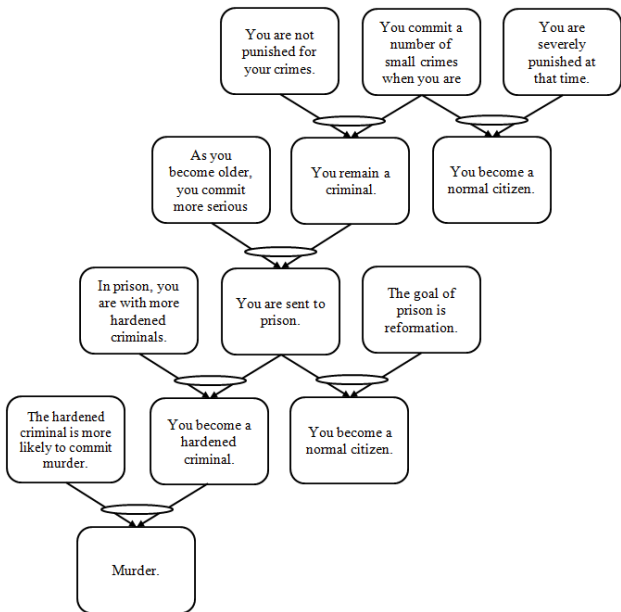 You are not
punished for
your crimes.
You commit a
number of
small crimes
when you are
You are
severely
punished at
that time.
As you
become older,
you commit
more serious
You remain a
criminal.
You become a
normal citizen.
In prison, you
are with more
hardened
criminals.
You are sent to
prison.
The goal of
prison is
reformation.
The hardened
criminal is more
likely to commit
murder.
You become a
hardened
criminal.
You become a
normal citizen.
Murder.